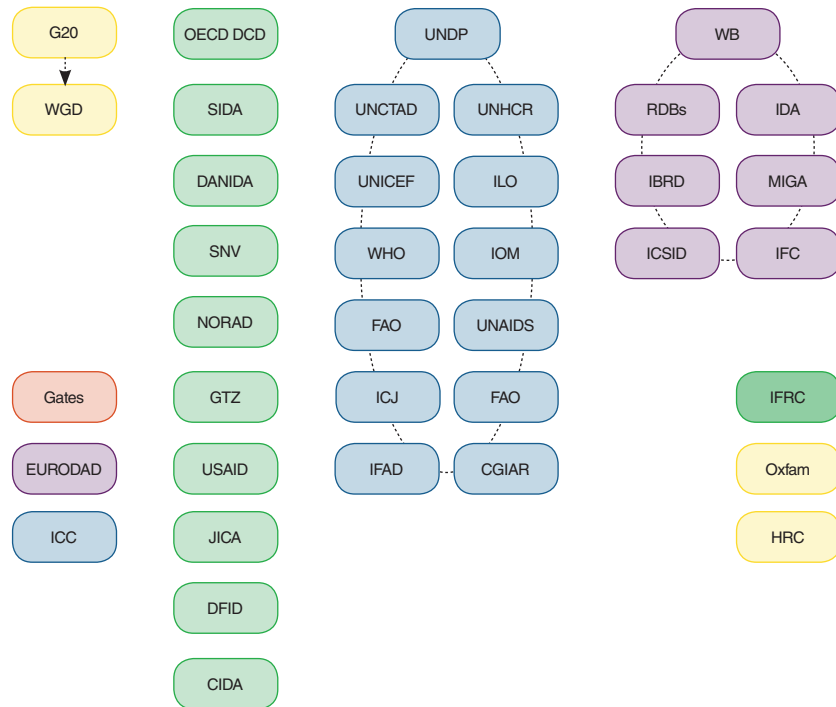 G20
OECD DCD
UNDP
WB
WGD
SIDA
UNCTAD
UNHCR
RDBs
IDA
DANIDA
UNICEF
ILO
IBRD
MIGA
SNV
WHO
IOM
ICSID
IFC
NORAD
FAO
UNAIDS
Gates
GTZ
ICJ
FAO
IFRC
EURODAD
USAID
IFAD
CGIAR
Oxfam
ICC
JICA
HRC
DFID
CIDA